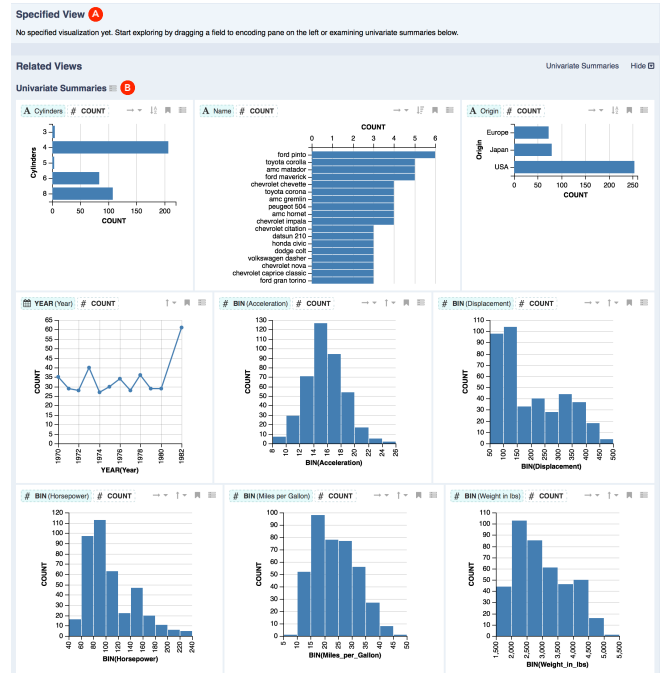 Specified View A
No specified visualization yet. Start exploring by dragging a field to encoding pane on the left or examining univariate summaries below.
Related Views
Univariate Summaries Hide
Univariate Summaries B
A Cylinders # COUNT
Cylinders
3
4
5
6
8
0 50 100 150 200
COUNT
A Name # COUNT
COUNT
0 1 2 3 4 5 6
ford pinto
toyota corolla
amc matador
ford maverick
chevrolet chevette
toyota corona
amc gremlin
peugeot 504
amc hornet
chevrolet impala
chevrolet citation
datsun 210
honda civic
dodge colt
volkswagen dasher
chevrolet nova
chevrolet caprice classic
ford gran torino
A Origin # COUNT
Origin
Europe
Japan
USA
0 50 100 150 200 250
COUNT
YEAR (Year) # COUNT
COUNT
65
60
55
50
45
40
35
30
25
20
15
10
5
0
1970 1972 1974 1976 1978 1980 1982
YEAR(Year)
# BIN (Acceleration) # COUNT
COUNT
130
120
110
100
90
80
70
60
50
40
30
20
10
0
8 10 12 14 16 18 20 22 24 26
BIN(Acceleration)
# BIN (Displacement) # COUNT
COUNT
110
100
90
80
70
60
50
40
30
20
10
0
50 100 150 200 250 300 350 400 450 500
BIN(Displacement)
# BIN (Horsepower) # COUNT
COUNT
120
110
100
90
80
70
60
50
40
30
20
10
0
40 60 80 100 120 140 160 180 200 220 240
BIN(Horsepower)
# BIN (Miles per Gallon) # COUNT
COUNT
100
90
80
70
60
50
40
30
20
10
0
5 10 15 20 25 30 35 40 45 50
BIN(Miles_per_Gallon)
# BIN (Weight in lbs) # COUNT
COUNT
110
100
90
80
70
60
50
40
30
20
10
0
1,500 2,000 2,500 3,000 3,500 4,000 4,500 5,000 5,500
BIN(Weight_in_lbs)